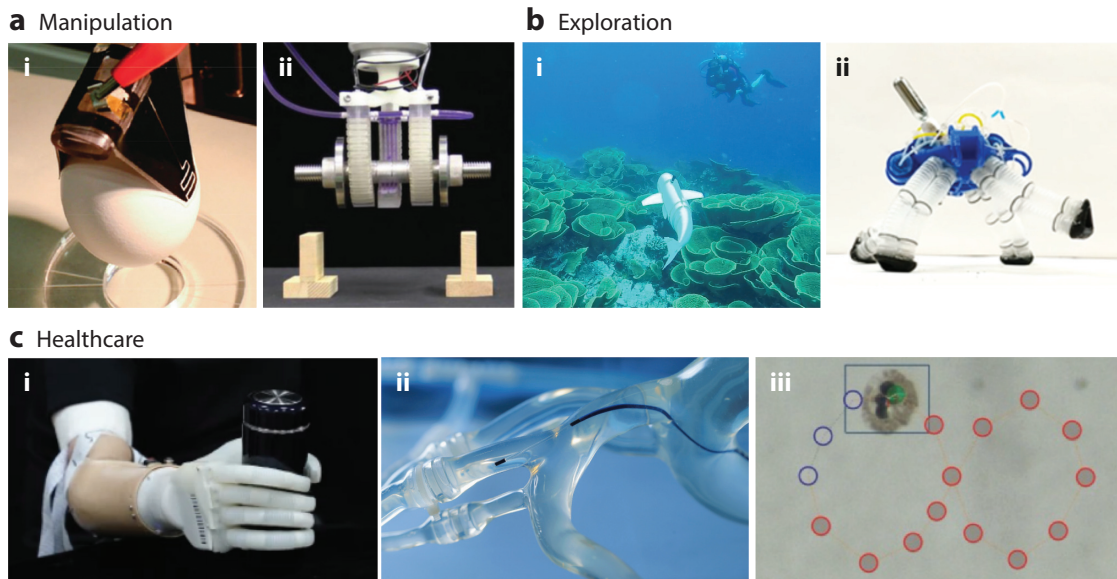 a Manipulation
b Exploration
i
ii
i
ii
c Healthcare
i
ii
iii